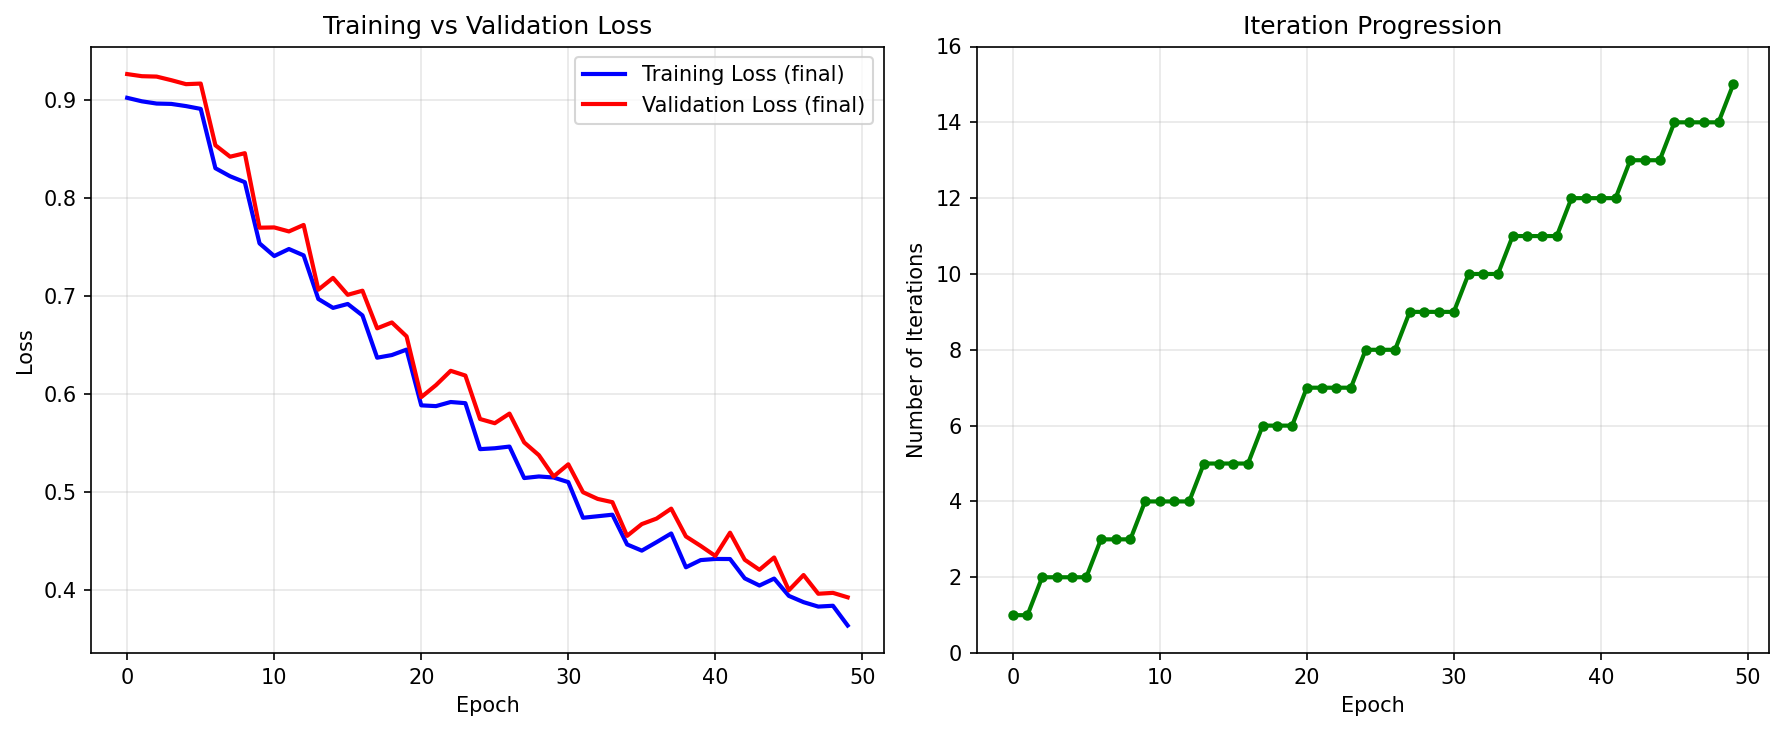 Training vs Validation Loss
Training Loss (final)
Validation Loss (final)
0.9
0.8
0.7
0.6
0.5
0.4
Loss
0 10 20 30 40 50
Epoch
Iteration Progression
16
14
12
10
8
6
4
2
0
Number of Iterations
0 10 20 30 40 50
Epoch